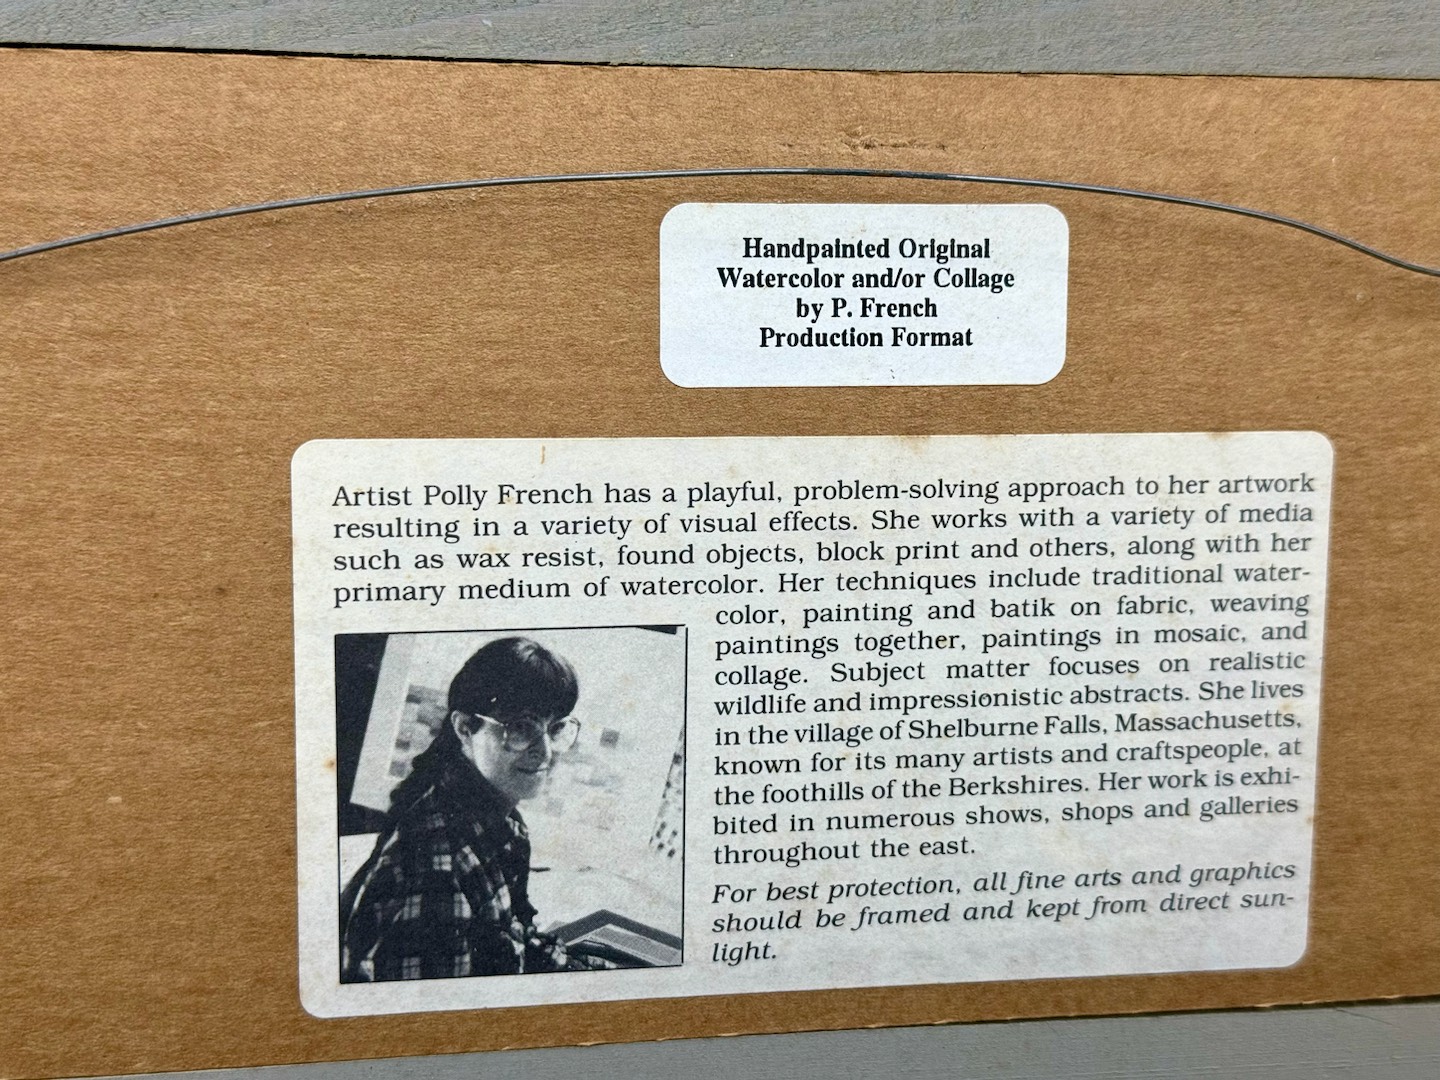 Handpainted Original
Watercolor and/or Collage
by P. French
Production Format
Artist Polly French has a playful, problem-solving approach to her artwork
resulting in a variety of visual effects. She works with a variety of media
such as wax resist, found objects, block print and others, along with her
primary medium of watercolor. Her techniques include traditional water-
color, painting and batik on fabric, weaving
paintings together, paintings in mosaic, and
collage. Subject matter focuses on realistic
wildlife and impressionistic abstracts. She lives
in the village of Shelburne Falls, Massachusetts,
known for its many artists and craftspeople, at
the foothills of the Berkshires. Her work is exhi-
bited in numerous shows, shops and galleries
throughout the east.
For best protection, all fine arts and graphics
should be framed and kept from direct sun-
light.